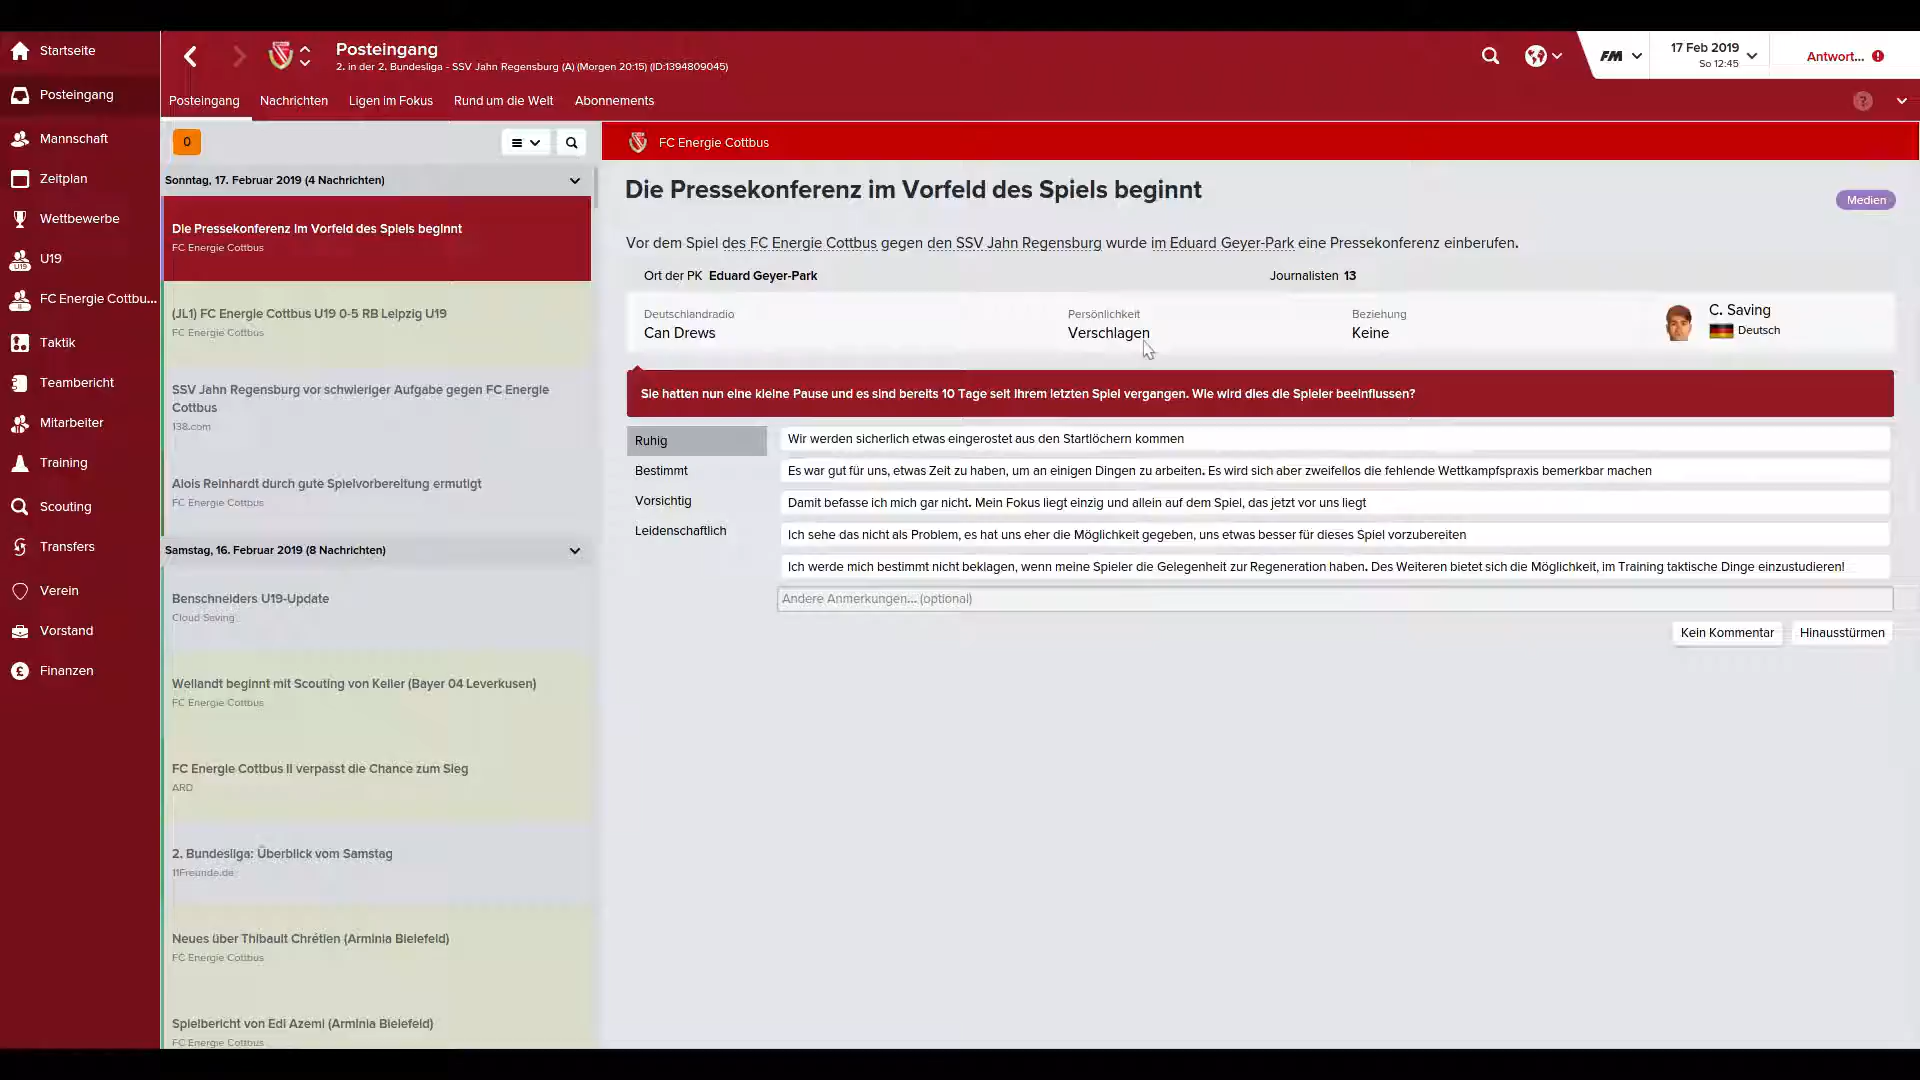 Startseite
Posteingang
Mannschaft
Zeitplan
Wettbewerbe
U19
U19
FC Energie Cottbu...
II
Taktik
Teambericht
Mitarbeiter
Training
Scouting
Transfers
Verein
Vorstand
Finanzen
Posteingang
2. in der 2. Bundesliga - SSV Jahn Regensburg (A) (Morgen 20:15) (ID:1394809045)
FM
17 Feb 2019
So 12:45
Antwort...
Posteingang
Nachrichten
Ligen im Fokus
Rund um die Welt
Abonnements
?
0
Sonntag, 17. Februar 2019 (4 Nachrichten)
Die Pressekonferenz im Vorfeld des Spiels beginnt
FC Energie Cottbus
(JL1) FC Energie Cottbus U19 0-5 RB Leipzig U19
FC Energie Cottbus
SSV Jahn Regensburg vor schwieriger Aufgabe gegen FC Energie
Cottbus
138.com
Alois Reinhardt durch gute Spielvorbereitung ermutigt
FC Energie Cottbus
Samstag, 16. Februar 2019 (8 Nachrichten)
Benschneiders U19-Update
Cloud Saving
Weilandt beginnt mit Scouting von Keller (Bayer 04 Leverkusen)
FC Energie Cottbus
FC Energie Cottbus II verpasst die Chance zum Sieg
ARD
2. Bundesliga: Überblick vom Samstag
11Freunde.de
Neues über Thibault Chrétien (Arminia Bielefeld)
FC Energie Cottbus
Spielbericht von Edi Azemi (Arminia Bielefeld)
FC Energie Cottbus
FC Energie Cottbus
Die Pressekonferenz im Vorfeld des Spiels beginnt
Medien
Vor dem Spiel des FC Energie Cottbus gegen den SSV Jahn Regensburg wurde im Eduard Geyer-Park eine Pressekonferenz einberufen.
Ort der PK Eduard Geyer-Park
Journalisten 13
Deutschlandradio
Can Drews
Persönlichkeit
Verschlagen
Beziehung
Keine
C. Saving
Deutsch
Sie hatten nun eine kleine Pause und es sind bereits 10 Tage seit Ihrem letzten Spiel vergangen. Wie wird dies die Spieler beeinflussen?
Ruhig
Bestimmt
Vorsichtig
Leidenschaftlich
Wir werden sicherlich etwas eingerostet aus den Startlöchern kommen
Es war gut für uns, etwas Zeit zu haben, um an einigen Dingen zu arbeiten. Es wird sich aber zweifellos die fehlende Wettkampfspraxis bemerkbar machen
Damit befasse ich mich gar nicht. Mein Fokus liegt einzig und allein auf dem Spiel, das jetzt vor uns liegt
Ich sehe das nicht als Problem, es hat uns eher die Möglichkeit gegeben, uns etwas besser für dieses Spiel vorzubereiten
Ich werde mich bestimmt nicht beklagen, wenn meine Spieler die Gelegenheit zur Regeneration haben. Des Weiteren bietet sich die Möglichkeit, im Training taktische Dinge einzustudieren!
Andere Anmerkungen... (optional)
Kein Kommentar
Hinausstürmen